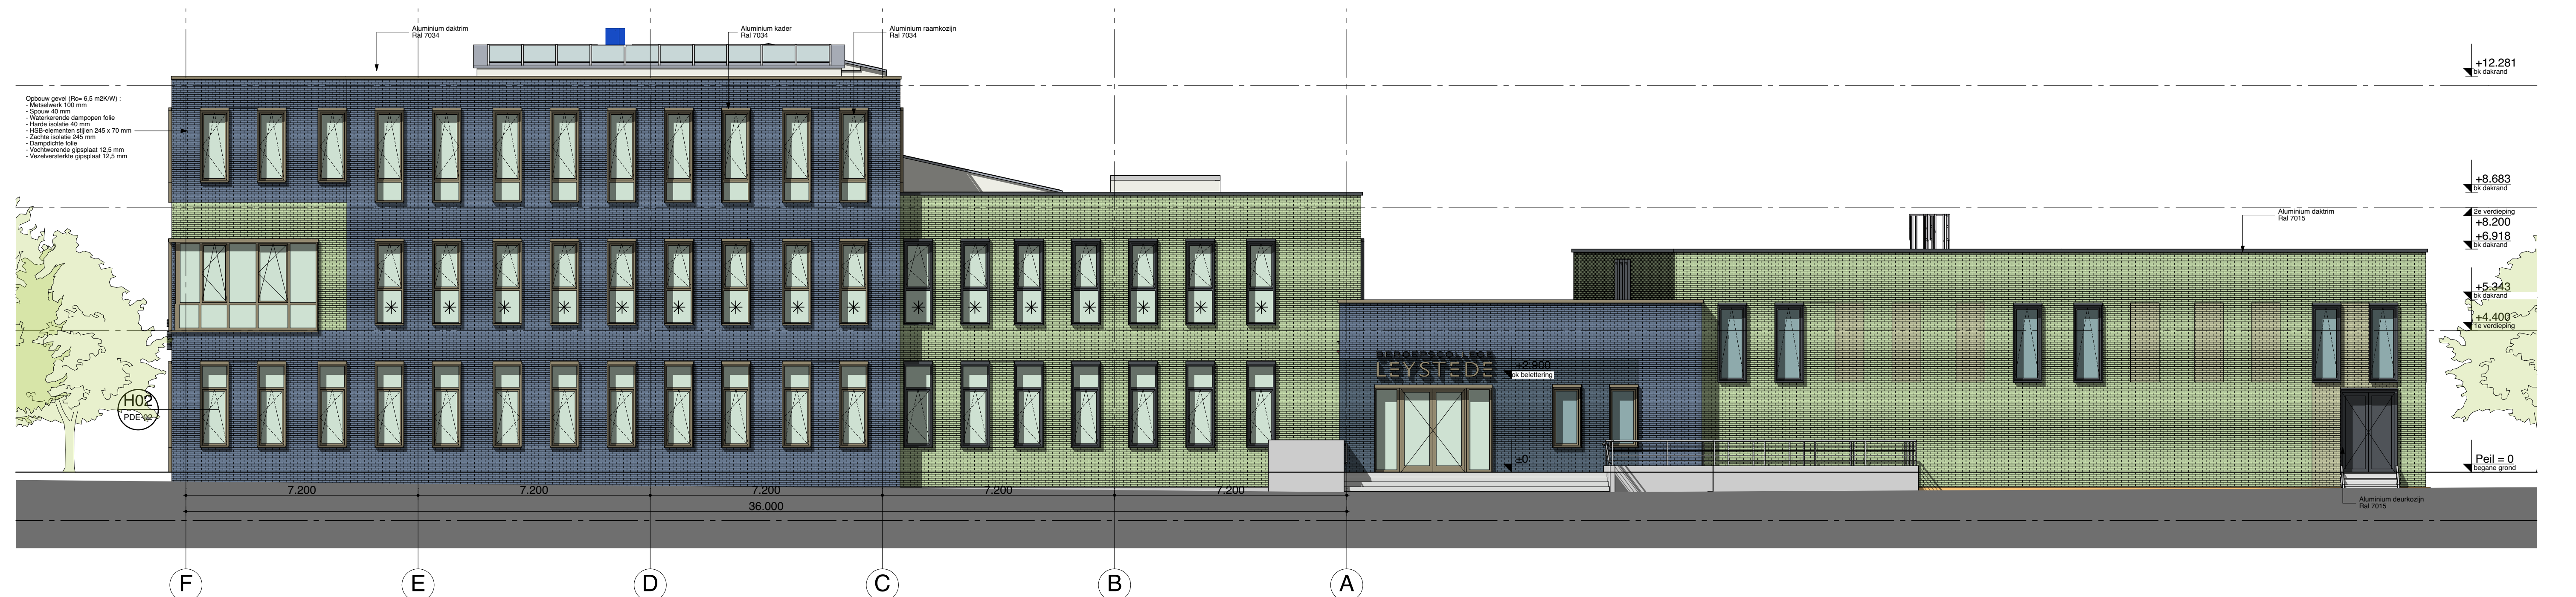 Aluminium daktrim
Ral 7034
Aluminium kader
Ral 7034
Aluminium raamkozijn
Ral 7034
+12.281
bk dakrand
Opbouw gevel (Rc= 6,5 m2K/W) :
- Metselwerk 100 mm
- Spouw 40 mm
- Waterkerende dampopen folie
- Harde isolatie 40 mm
- HSB-elementen stijlen 245 x 70 mm
- Zachte isolatie 245 mm
- Dampdichte folie
- Vochtwerende gipsplaat 12,5 mm
- Vezelversterkte gipsplaat 12,5 mm
+8.683
bk dakrand
Aluminium daktrim
Ral 7015
2e verdieping
+8.200
+6.918
bk dakrand
+5.343
bk dakrand
+4.400
1e verdieping
BEROEPSCOLLEGE
LEYSTEDE
+2.900
ok belettering
H02
PDE-02
±0
Peil = 0
begane grond
7.200 7.200 7.200 7.200 7.200
36.000
Aluminium deurkozijn
Ral 7015
F E D C B A